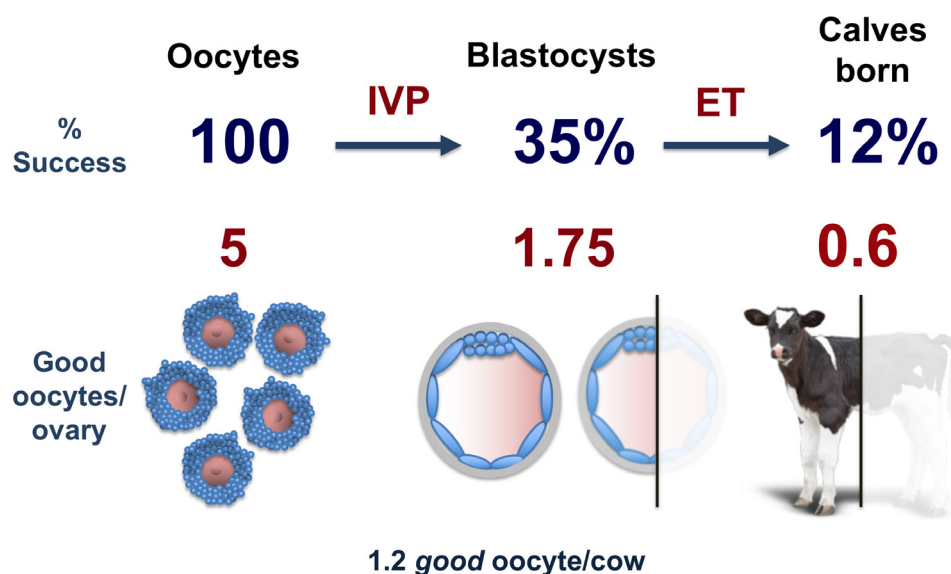 Oocytes
Blastocysts
Calves
born
IVP
ET
%
Success
100
35%
12%
5
1.75
0.6
Good
oocytes/
ovary
1.2 good oocyte/cow